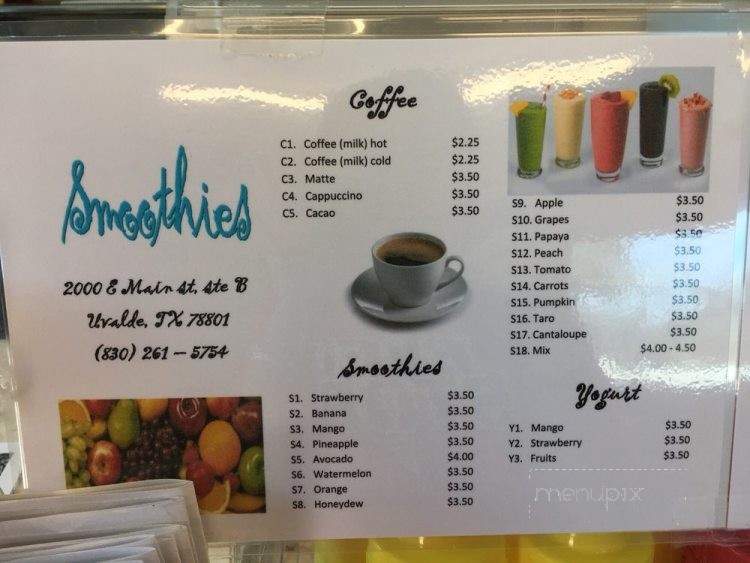 Smoothies
2000 E Main st. ste B
Uvalde, TX 78801
(830) 261 – 5754
Coffee
C1. Coffee (milk) hot $2.25
C2. Coffee (milk) cold $2.25
C3. Matte $3.50
C4. Cappuccino $3.50
C5. Cacao $3.50
Smoothies
S1. Strawberry $3.50
S2. Banana $3.50
S3. Mango $3.50
S4. Pineapple $3.50
S5. Avocado $4.00
S6. Watermelon $3.50
S7. Orange $3.50
S8. Honeydew $3.50
S9. Apple $3.50
S10. Grapes $3.50
S11. Papaya $3.50
S12. Peach $3.50
S13. Tomato $3.50
S14. Carrots $3.50
S15. Pumpkin $3.50
S16. Taro $3.50
S17. Cantaloupe $3.50
S18. Mix $4.00 - 4.50
Yogurt
Y1. Mango $3.50
Y2. Strawberry $3.50
Y3. Fruits $3.50
menupix